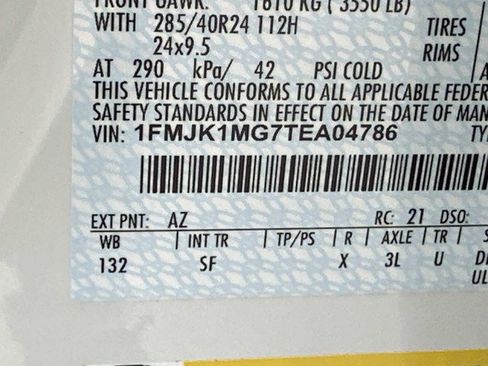 FRONT GAWR: 1610 KG ( 3550 LB)
WITH 285/40R24 112H TIRES
24x9.5 RIMS
AT 290 kPa/ 42 PSI COLD
THIS VEHICLE CONFORMS TO ALL APPLICABLE FEDER
SAFETY STANDARDS IN EFFECT ON THE DATE OF MAN
VIN: 1FMJK1MG7TEA04786 TY
EXT PNT: AZ RC: 21 DSO:
WB INT TR TP/PS R AXLE TR S
132 SF X 3L U
UL